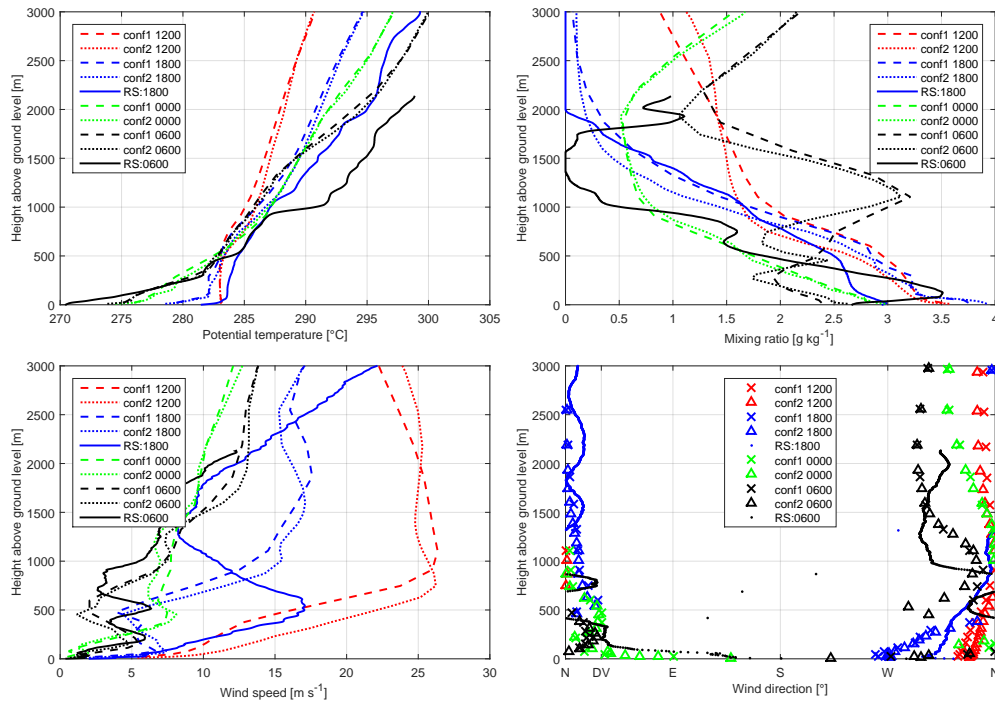 3000
2500
2000
1500
1000
500
0
Height above ground level [m]
conf1 1200
conf2 1200
conf1 1800
conf2 1800
RS:1800
conf1 0000
conf2 0000
conf1 0600
conf2 0600
RS:0600
270 275 280 285 290 295 300 305
Potential temperature [°C]
3000
2500
2000
1500
1000
500
0
Height above ground level [m]
conf1 1200
conf2 1200
conf1 1800
conf2 1800
RS:1800
conf1 0000
conf2 0000
conf1 0600
conf2 0600
RS:0600
0 0.5 1 1.5 2 2.5 3 3.5 4
Mixing ratio [g kg⁻¹]
3000
2500
2000
1500
1000
500
0
Height above ground level [m]
conf1 1200
conf2 1200
conf1 1800
conf2 1800
RS:1800
conf1 0000
conf2 0000
conf1 0600
conf2 0600
RS:0600
0 5 10 15 20 25 30
Wind speed [m s⁻¹]
3000
2500
2000
1500
1000
500
0
Height above ground level [m]
conf1 1200
conf2 1200
conf1 1800
conf2 1800
RS:1800
conf1 0000
conf2 0000
conf1 0600
conf2 0600
RS:0600
N DV E S W N
Wind direction [°]